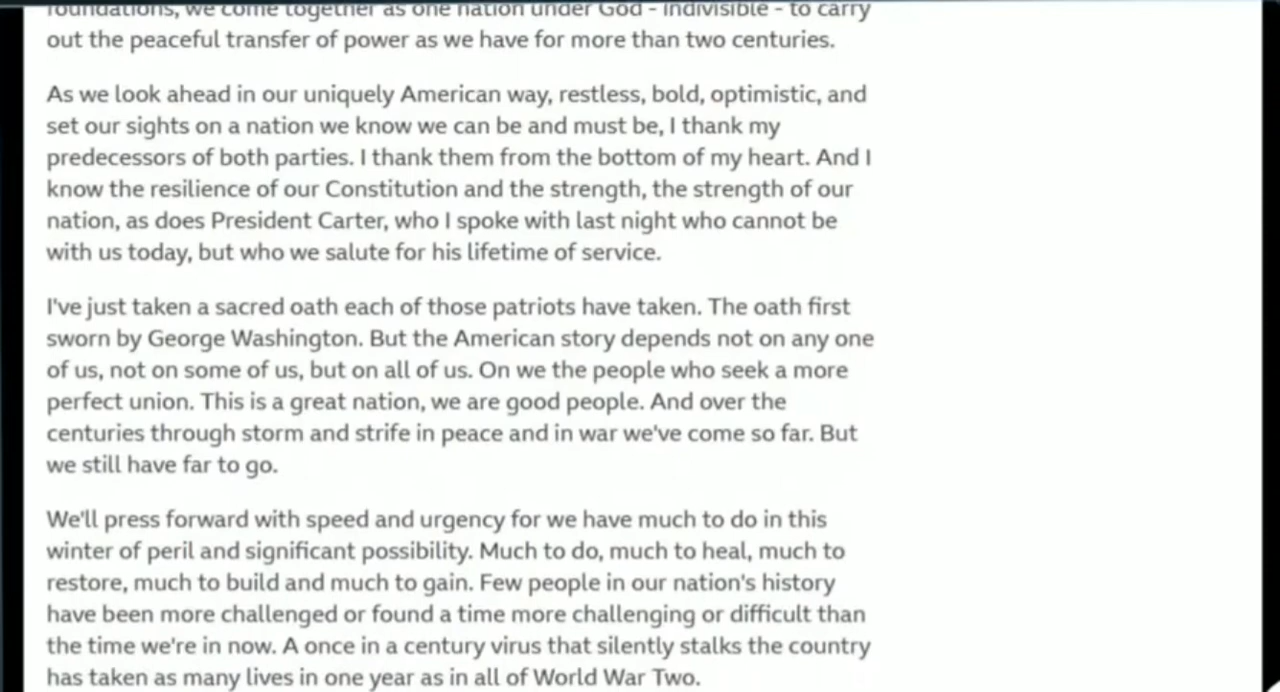 foundations, we come together as one nation under God - indivisible - to carry
out the peaceful transfer of power as we have for more than two centuries.
As we look ahead in our uniquely American way, restless, bold, optimistic, and
set our sights on a nation we know we can be and must be, I thank my
predecessors of both parties. I thank them from the bottom of my heart. And I
know the resilience of our Constitution and the strength, the strength of our
nation, as does President Carter, who I spoke with last night who cannot be
with us today, but who we salute for his lifetime of service.
I've just taken a sacred oath each of those patriots have taken. The oath first
sworn by George Washington. But the American story depends not on any one
of us, not on some of us, but on all of us. On we the people who seek a more
perfect union. This is a great nation, we are good people. And over the
centuries through storm and strife in peace and in war we've come so far. But
we still have far to go.
We'll press forward with speed and urgency for we have much to do in this
winter of peril and significant possibility. Much to do, much to heal, much to
restore, much to build and much to gain. Few people in our nation's history
have been more challenged or found a time more challenging or difficult than
the time we're in now. A once in a century virus that silently stalks the country
has taken as many lives in one year as in all of World War Two.